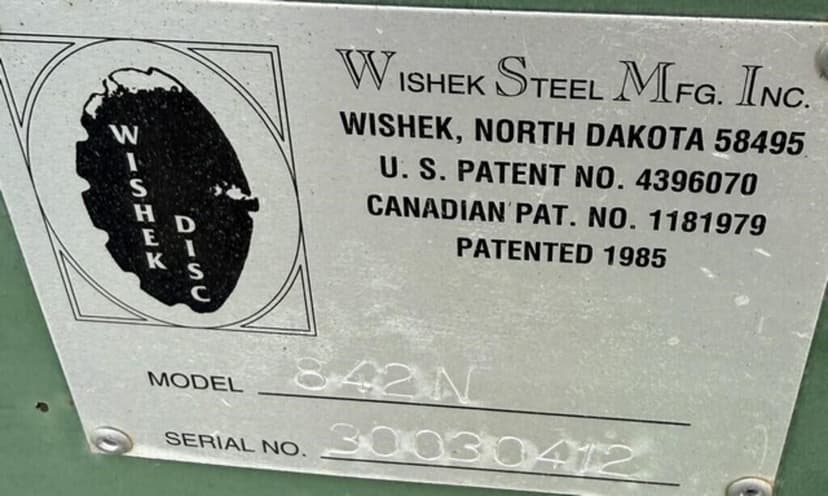 WISHEK
DISC
WISHEK STEEL MFG. INC.
WISHEK, NORTH DAKOTA 58495
U. S. PATENT NO. 4396070
CANADIAN PAT. NO. 1181979
PATENTED 1985
MODEL 842N
SERIAL NO. 30030412